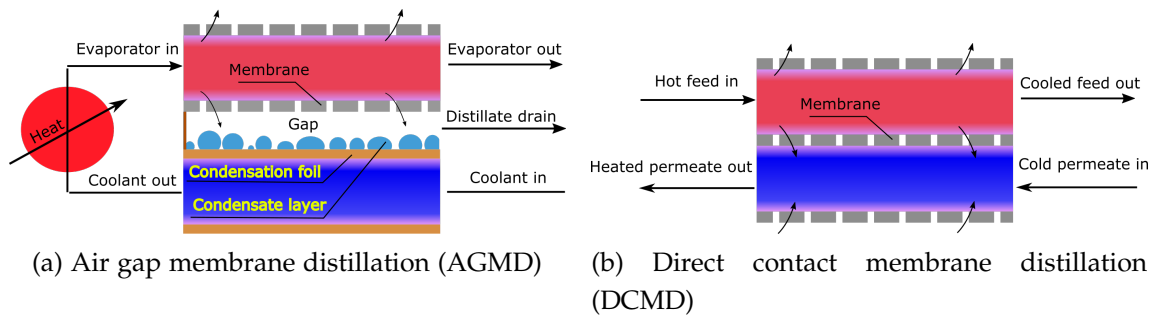 Evaporator in
Evaporator out
Membrane
Heat
Gap
Distillate drain
Condensation foil
Coolant out
Coolant in
Condensate layer
(a) Air gap membrane distillation (AGMD)
Hot feed in
Cooled feed out
Membrane
Heated permeate out
Cold permeate in
(b) Direct contact membrane distillation
(DCMD)